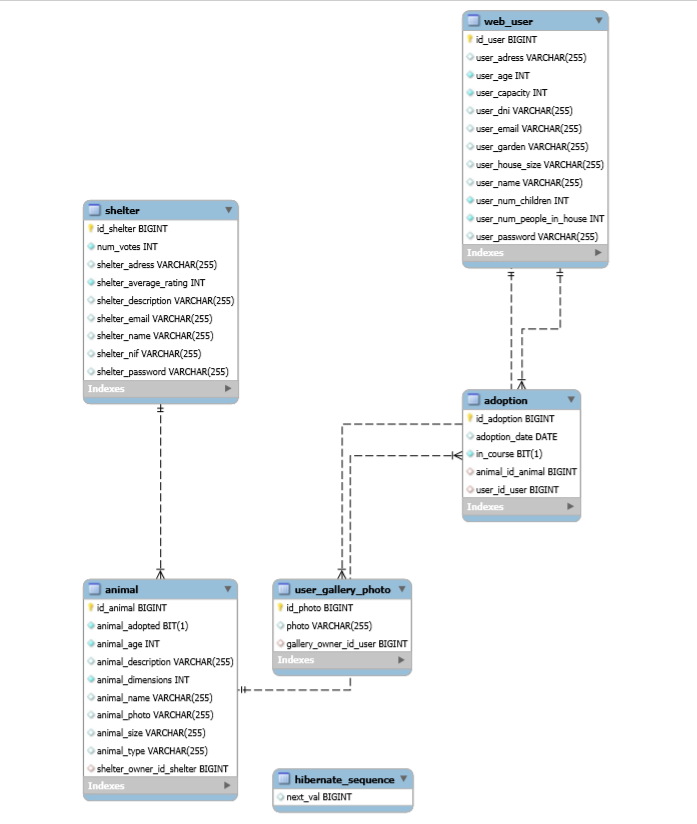 web_user
id_user BIGINT
user_adress VARCHAR(255)
user_age INT
user_capacity INT
user_dni VARCHAR(255)
user_email VARCHAR(255)
user_garden VARCHAR(255)
user_house_size VARCHAR(255)
user_name VARCHAR(255)
user_num_children INT
user_num_people_in_house INT
user_password VARCHAR(255)
Indexes
shelter
id_shelter BIGINT
num_votes INT
shelter_adress VARCHAR(255)
shelter_average_rating INT
shelter_description VARCHAR(255)
shelter_email VARCHAR(255)
shelter_name VARCHAR(255)
shelter_nif VARCHAR(255)
shelter_password VARCHAR(255)
Indexes
adoption
id_adoption BIGINT
adoption_date DATE
in_course BIT(1)
animal_id_animal BIGINT
user_id_user BIGINT
Indexes
animal
id_animal BIGINT
animal_adopted BIT(1)
animal_age INT
animal_description VARCHAR(255)
animal_dimensions INT
animal_name VARCHAR(255)
animal_photo VARCHAR(255)
animal_size VARCHAR(255)
animal_type VARCHAR(255)
shelter_owner_id_shelter BIGINT
Indexes
user_gallery_photo
id_photo BIGINT
photo VARCHAR(255)
gallery_owner_id_user BIGINT
Indexes
hibernate_sequence
next_val BIGINT